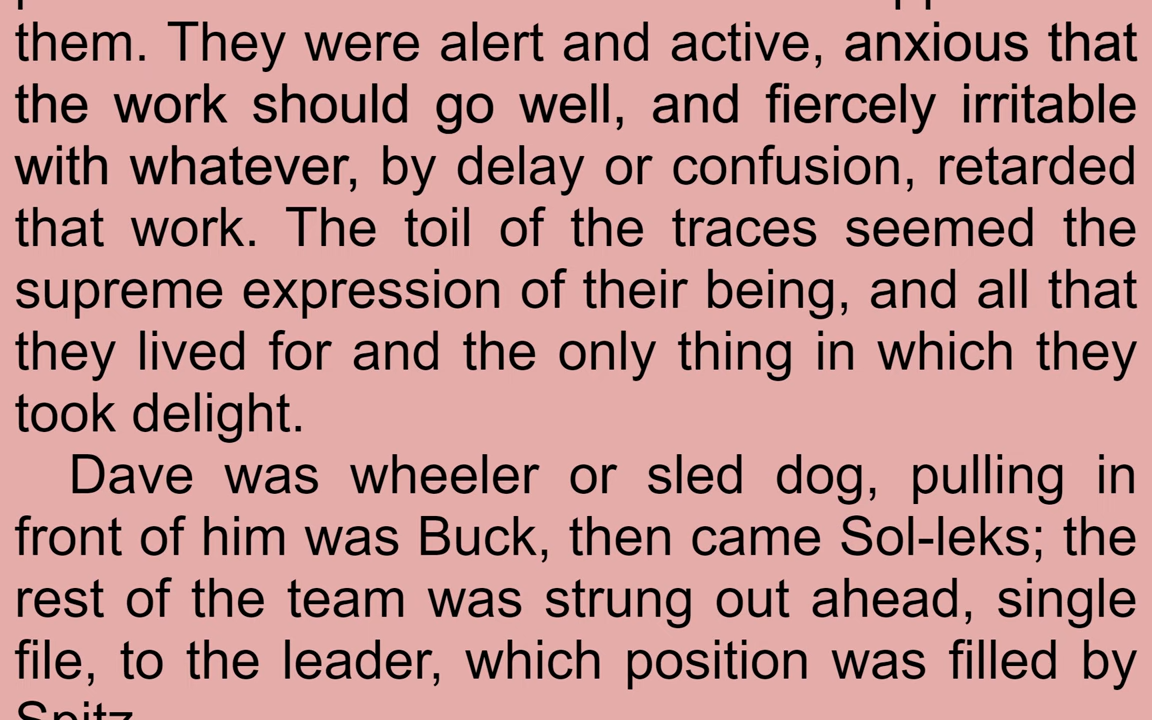 them. They were alert and active, anxious that
the work should go well, and fiercely irritable
with whatever, by delay or confusion, retarded
that work. The toil of the traces seemed the
supreme expression of their being, and all that
they lived for and the only thing in which they
took delight.
Dave was wheeler or sled dog, pulling in
front of him was Buck, then came Sol-leks; the
rest of the team was strung out ahead, single
file, to the leader, which position was filled by
Spitz.